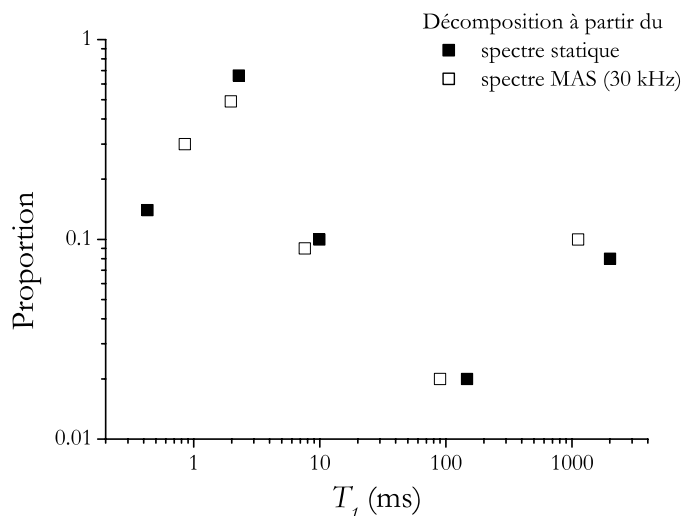 Décomposition à partir du
spectre statique
spectre MAS (30 kHz)
1
0.1
0.01
Proportion
1 10 100 1000
T1 (ms)